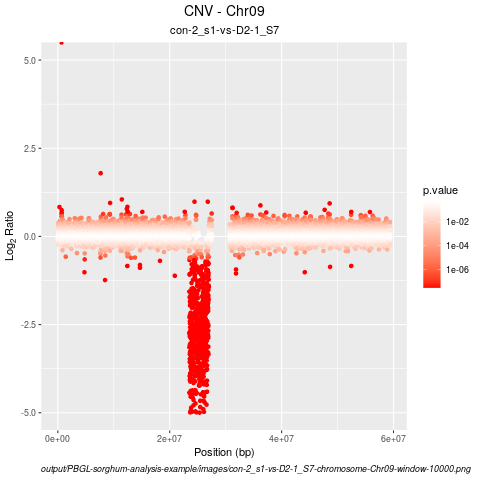 CNV - Chr09
con-2_s1-vs-D2-1_S7
Log2 Ratio
5.0
2.5
0.0
-2.5
-5.0
0e+00 2e+07 4e+07 6e+07
Position (bp)
p.value
1e-02
1e-04
1e-06
output/PBGL-sorghum-analysis-example/images/con-2_s1-vs-D2-1_S7-chromosome-Chr09-window-10000.png